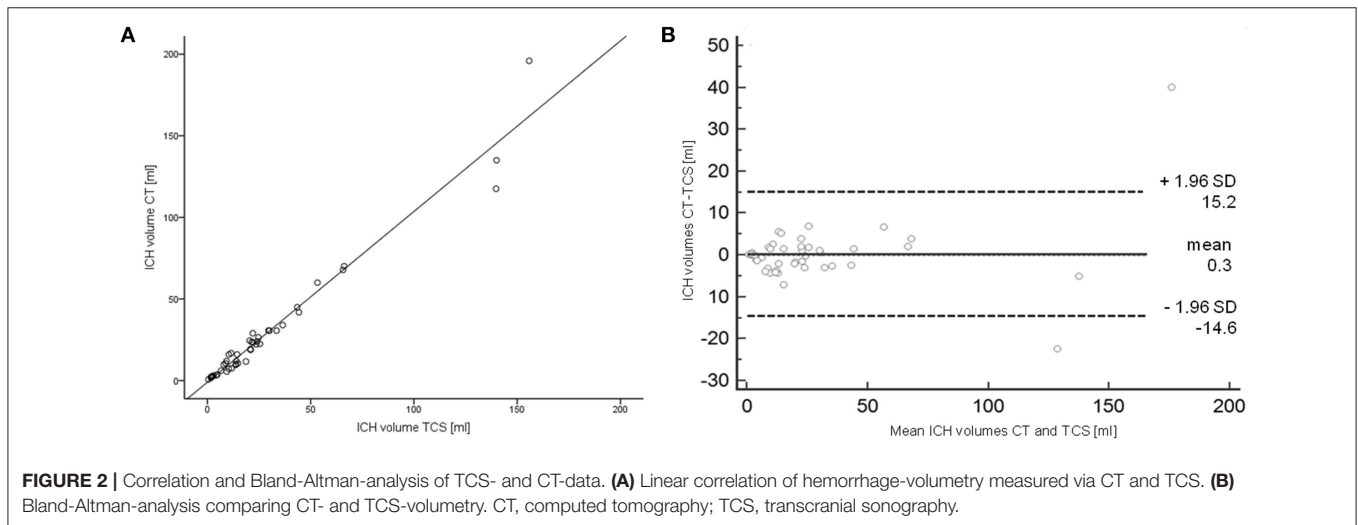 A
B
ICH volume CT [ml]
200
150
100
50
0
0 50 100 150 200
ICH volume TCS [ml]
ICH volumes CT-TCS [ml]
50
40
30
20
10
0
10
-20
-30
0 50 100 150 200
Mean ICH volumes CT and TCS [ml]
+ 1.96 SD
15.2
mean
0.3
- 1.96 SD
-14.6
FIGURE 2 | Correlation and Bland-Altman-analysis of TCS- and CT-data. (A) Linear correlation of hemorrhage-volumetry measured via CT and TCS. (B)
Bland-Altman-analysis comparing CT- and TCS-volumetry. CT, computed tomography; TCS, transcranial sonography.